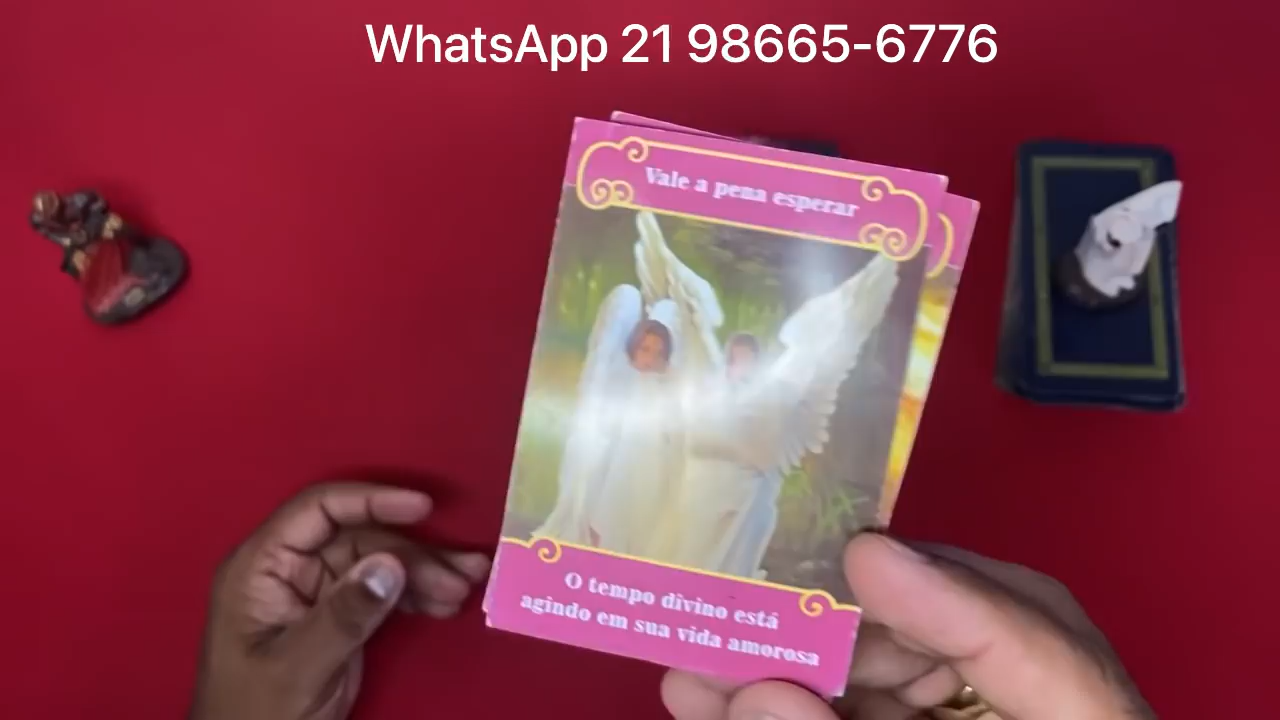 WhatsApp 21 98665-6776
Vale a pena esperar
O tempo divino está
agindo em sua vida amorosa